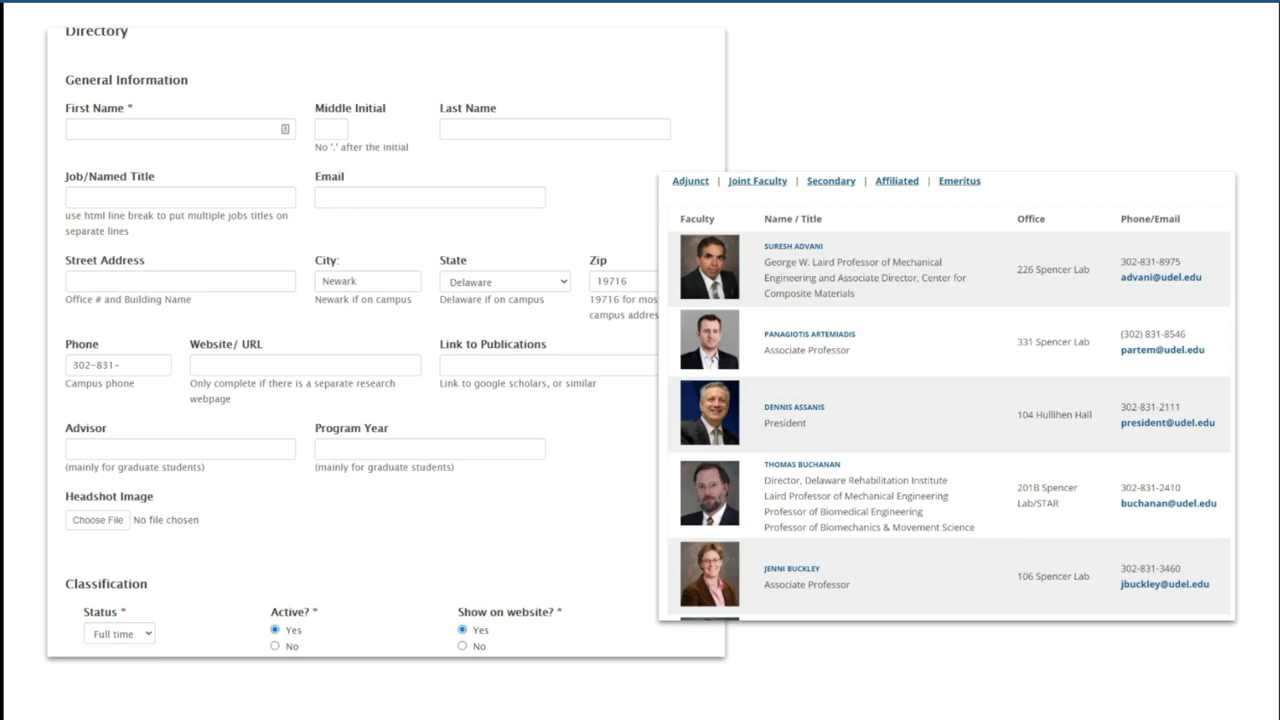 Directory
General Information
First Name *
Middle Initial
Last Name
No '.' after the initial
Job/Named Title
Email
use html line break to put multiple jobs titles on
separate lines
Street Address
City:
State
Zip
Newark
Delaware
19716
Office # and Building Name
Newark if on campus
Delaware if on campus
19716 for mos
campus addre
Phone
Website/ URL
Link to Publications
302-831-
Campus phone
Only complete if there is a separate research
webpage
Link to google scholars, or similar
Advisor
Program Year
(mainly for graduate students)
(mainly for graduate students)
Headshot Image
Choose File No file chosen
Classification
Status *
Active? *
Show on website? *
Full time
Yes
No
Yes
No
Adjunct | Joint Faculty | Secondary | Affiliated | Emeritus
Faculty
Name / Title
Office
Phone/Email
SURESH ADVANI
George W. Laird Professor of Mechanical
Engineering and Associate Director, Center for
Composite Materials
226 Spencer Lab
302-831-8975
advani@udel.edu
PANAGIOTIS ARTEMIADIS
Associate Professor
331 Spencer Lab
(302) 831-8546
partem@udel.edu
DENNIS ASSANIS
President
104 Hullihen Hall
302-831-2111
president@udel.edu
THOMAS BUCHANAN
Director, Delaware Rehabilitation Institute
Laird Professor of Mechanical Engineering
Professor of Biomedical Engineering
Professor of Biomechanics & Movement Science
201B Spencer
Lab/STAR
302-831-2410
buchanan@udel.edu
JENNI BUCKLEY
Associate Professor
106 Spencer Lab
302-831-3460
jbuckley@udel.edu